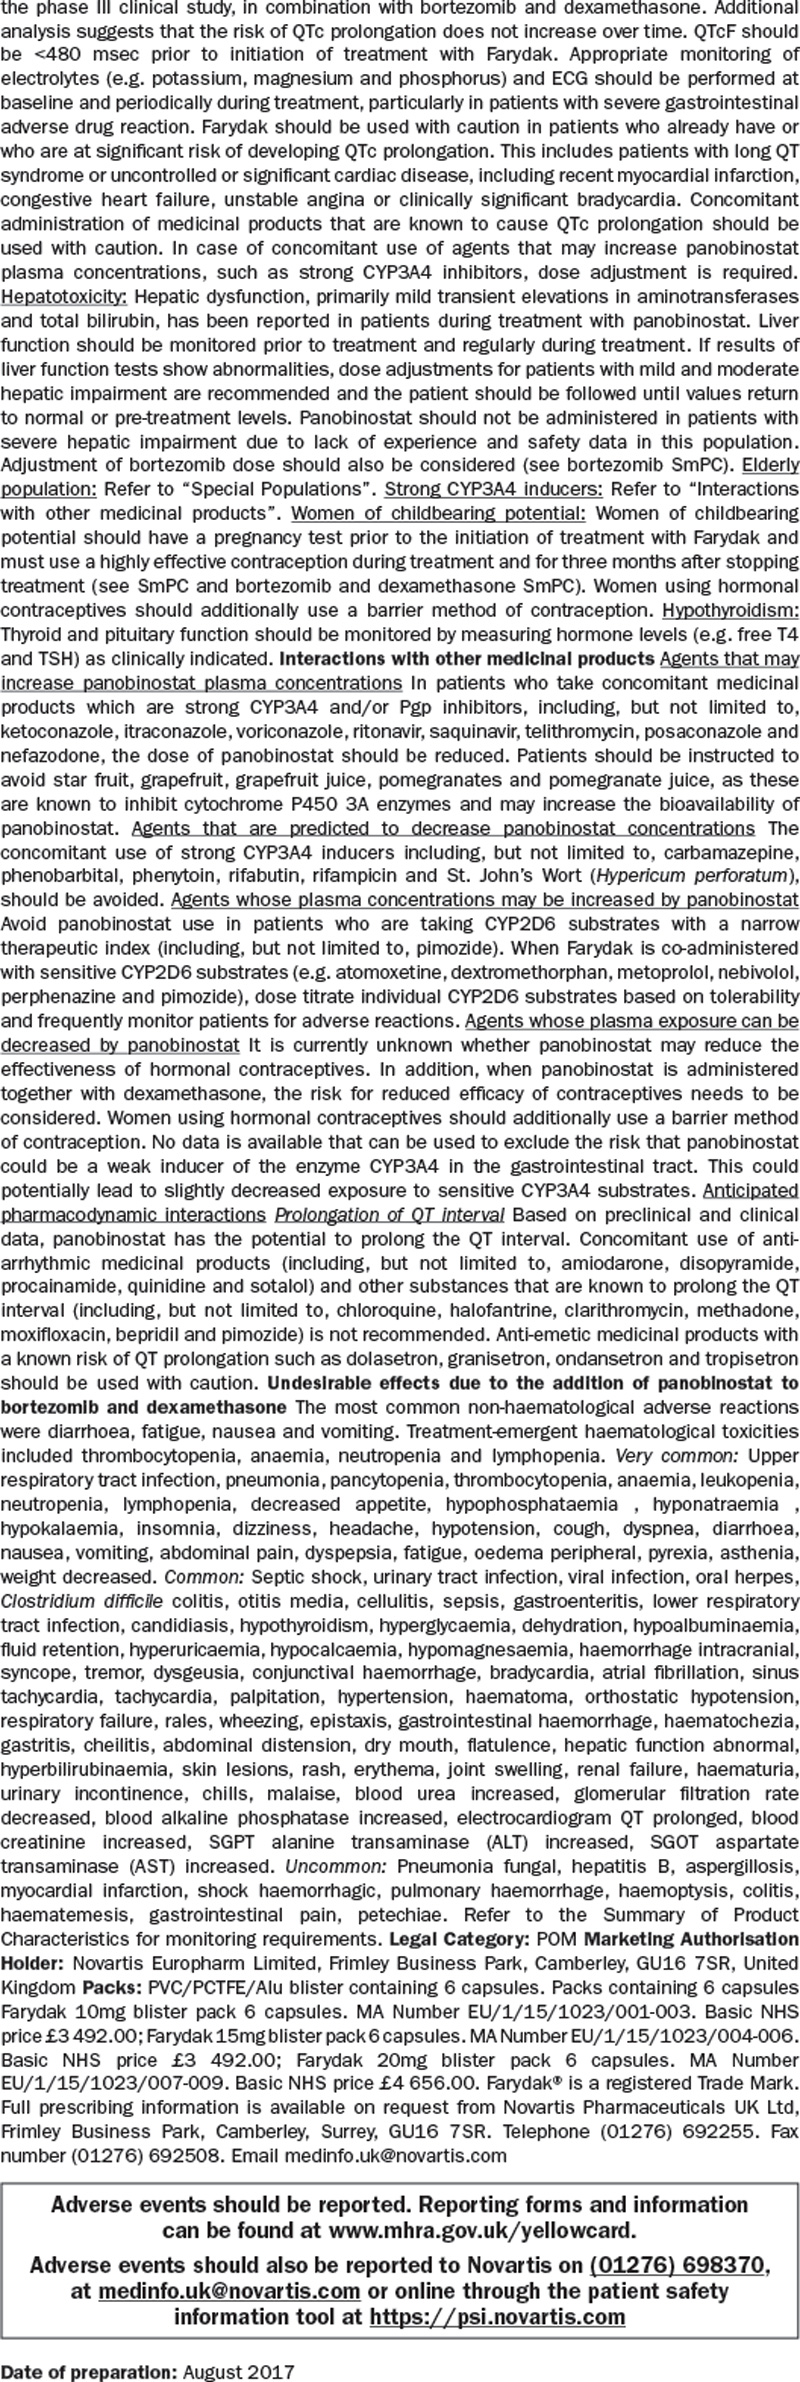 the phase III clinical study, in combination with bortezomib and dexamethasone. Additional
analysis suggests that the risk of QTc prolongation does not increase over time. QTcF should
be <480 msec prior to initiation of treatment with Farydak. Appropriate monitoring of
electrolytes (e.g. potassium, magnesium and phosphorus) and ECG should be performed at
baseline and periodically during treatment, particularly in patients with severe gastrointestinal
adverse drug reaction. Farydak should be used with caution in patients who already have or
who are at significant risk of developing QTc prolongation. This includes patients with long QT
syndrome or uncontrolled or significant cardiac disease, including recent myocardial infarction,
congestive heart failure, unstable angina or clinically significant bradycardia. Concomitant
administration of medicinal products that are known to cause QTc prolongation should be
used with caution. In case of concomitant use of agents that may increase panobinostat
plasma concentrations, such as strong CYP3A4 inhibitors, dose adjustment is required.
Hepatotoxicity: Hepatic dysfunction, primarily mild transient elevations in aminotransferases
and total bilirubin, has been reported in patients during treatment with panobinostat. Liver
function should be monitored prior to treatment and regularly during treatment. If results of
liver function tests show abnormalities, dose adjustments for patients with mild and moderate
hepatic impairment are recommended and the patient should be followed until values return
to normal or pre-treatment levels. Panobinostat should not be administered in patients with
severe hepatic impairment due to lack of experience and safety data in this population.
Adjustment of bortezomib dose should also be considered (see bortezomib SmPC). Elderly
population: Refer to “Special Populations”. Strong CYP3A4 inducers: Refer to “Interactions
with other medicinal products”. Women of childbearing potential: Women of childbearing
potential should have a pregnancy test prior to the initiation of treatment with Farydak and
must use a highly effective contraception during treatment and for three months after stopping
treatment (see SmPC and bortezomib and dexamethasone SmPC). Women using hormonal
contraceptives should additionally use a barrier method of contraception. Hypothyroidism:
Thyroid and pituitary function should be monitored by measuring hormone levels (e.g. free T4
and TSH) as clinically indicated. Interactions with other medicinal products Agents that may
increase panobinostat plasma concentrations In patients who take concomitant medicinal
products which are strong CYP3A4 and/or Pgp inhibitors, including, but not limited to,
ketoconazole, itraconazole, voriconazole, ritonavir, saquinavir, telithromycin, posaconazole and
nefazodone, the dose of panobinostat should be reduced. Patients should be instructed to
avoid star fruit, grapefruit, grapefruit juice, pomegranates and pomegranate juice, as these
are known to inhibit cytochrome P450 3A enzymes and may increase the bioavailability of
panobinostat. Agents that are predicted to decrease panobinostat concentrations The
concomitant use of strong CYP3A4 inducers including, but not limited to, carbamazepine,
phenobarbital, phenytoin, rifabutin, rifampicin and St. John’s Wort (Hypericum perforatum),
should be avoided. Agents whose plasma concentrations may be increased by panobinostat
Avoid panobinostat use in patients who are taking CYP2D6 substrates with a narrow
therapeutic index (including, but not limited to, pimozide). When Farydak is co-administered
with sensitive CYP2D6 substrates (e.g. atomoxetine, dextromethorphan, metoprolol, nebivolol,
perphenazine and pimozide), dose titrate individual CYP2D6 substrates based on tolerability
and frequently monitor patients for adverse reactions. Agents whose plasma exposure can be
decreased by panobinostat It is currently unknown whether panobinostat may reduce the
effectiveness of hormonal contraceptives. In addition, when panobinostat is administered
together with dexamethasone, the risk for reduced efficacy of contraceptives needs to be
considered. Women using hormonal contraceptives should additionally use a barrier method
of contraception. No data is available that can be used to exclude the risk that panobinostat
could be a weak inducer of the enzyme CYP3A4 in the gastrointestinal tract. This could
potentially lead to slightly decreased exposure to sensitive CYP3A4 substrates. Anticipated
pharmacodynamic interactions Prolongation of QT interval Based on preclinical and clinical
data, panobinostat has the potential to prolong the QT interval. Concomitant use of anti-
arrhythmic medicinal products (including, but not limited to, amiodarone, disopyramide,
procainamide, quinidine and sotalol) and other substances that are known to prolong the QT
interval (including, but not limited to, chloroquine, halofantrine, clarithromycin, methadone,
moxifloxacin, bepridil and pimozide) is not recommended. Anti-emetic medicinal products with
a known risk of QT prolongation such as dolasetron, granisetron, ondansetron and tropisetron
should be used with caution. Undesirable effects due to the addition of panobinostat to
bortezomib and dexamethasone The most common non-haematological adverse reactions
were diarrhoea, fatigue, nausea and vomiting. Treatment-emergent haematological toxicities
included thrombocytopenia, anaemia, neutropenia and lymphopenia. Very common: Upper
respiratory tract infection, pneumonia, pancytopenia, thrombocytopenia, anaemia, leukopenia,
neutropenia, lymphopenia, decreased appetite, hypophosphataemia , hyponatraemia ,
hypokalaemia, insomnia, dizziness, headache, hypotension, cough, dyspnea, diarrhoea,
nausea, vomiting, abdominal pain, dyspepsia, fatigue, oedema peripheral, pyrexia, asthenia,
weight decreased. Common: Septic shock, urinary tract infection, viral infection, oral herpes,
Clostridium difficile colitis, otitis media, cellulitis, sepsis, gastroenteritis, lower respiratory
tract infection, candidiasis, hypothyroidism, hyperglycaemia, dehydration, hypoalbuminaemia,
fluid retention, hyperuricaemia, hypocalcaemia, hypomagnesaemia, haemorrhage intracranial,
syncope, tremor, dysgeusia, conjunctival haemorrhage, bradycardia, atrial fibrillation, sinus
tachycardia, tachycardia, palpitation, hypertension, haematoma, orthostatic hypotension,
respiratory failure, rales, wheezing, epistaxis, gastrointestinal haemorrhage, haematochezia,
gastritis, cheilitis, abdominal distension, dry mouth, flatulence, hepatic function abnormal,
hyperbilirubinaemia, skin lesions, rash, erythema, joint swelling, renal failure, haematuria,
urinary incontinence, chills, malaise, blood urea increased, glomerular filtration rate
decreased, blood alkaline phosphatase increased, electrocardiogram QT prolonged, blood
creatinine increased, SGPT alanine transaminase (ALT) increased, SGOT aspartate
transaminase (AST) increased. Uncommon: Pneumonia fungal, hepatitis B, aspergillosis,
myocardial infarction, shock haemorrhagic, pulmonary haemorrhage, haemoptysis, colitis,
haematemesis, gastrointestinal pain, petechiae. Refer to the Summary of Product
Characteristics for monitoring requirements. Legal Category: POM Marketing Authorisation
Holder: Novartis Europharm Limited, Frimley Business Park, Camberley, GU16 7SR, United
Kingdom Packs: PVC/PCTFE/Alu blister containing 6 capsules. Packs containing 6 capsules
Farydak 10mg blister pack 6 capsules. MA Number EU/1/15/1023/001-003. Basic NHS
price £3 492.00; Farydak 15mg blister pack 6 capsules. MA Number EU/1/15/1023/004-006.
Basic NHS price £3 492.00; Farydak 20mg blister pack 6 capsules. MA Number
EU/1/15/1023/007-009. Basic NHS price £4 656.00. Farydak® is a registered Trade Mark.
Full prescribing information is available on request from Novartis Pharmaceuticals UK Ltd,
Frimley Business Park, Camberley, Surrey, GU16 7SR. Telephone (01276) 692255. Fax
number (01276) 692508. Email medinfo.uk@novartis.com
Adverse events should be reported. Reporting forms and information
can be found at www.mhra.gov.uk/yellowcard.
Adverse events should also be reported to Novartis on (01276) 698370,
at medinfo.uk@novartis.com or online through the patient safety
information tool at https://psi.novartis.com
Date of preparation: August 2017